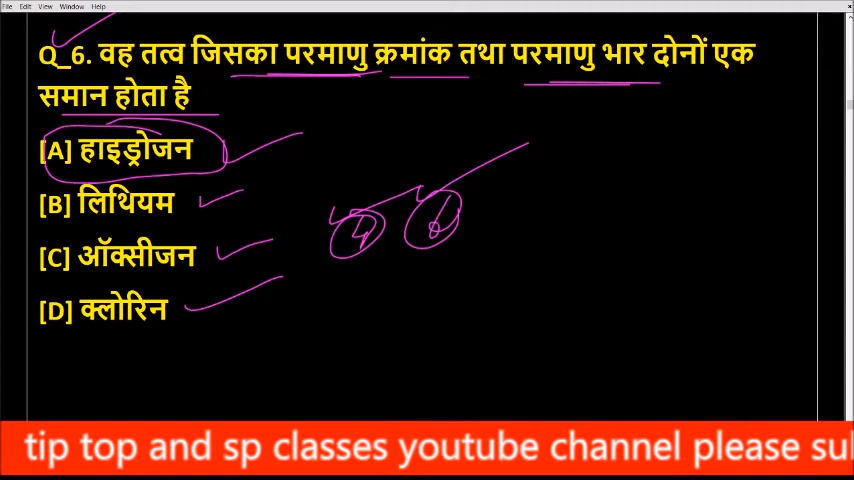 File Edit View Window Help
Q_6. वह तत्व जिसका परमाणु क्रमांक तथा परमाणु भार दोनों एक
समान होता है
[A] हाइड्रोजन
[B] लिथियम
[C] ऑक्सीजन
[D] क्लोरिन
tip top and sp classes youtube channel please su